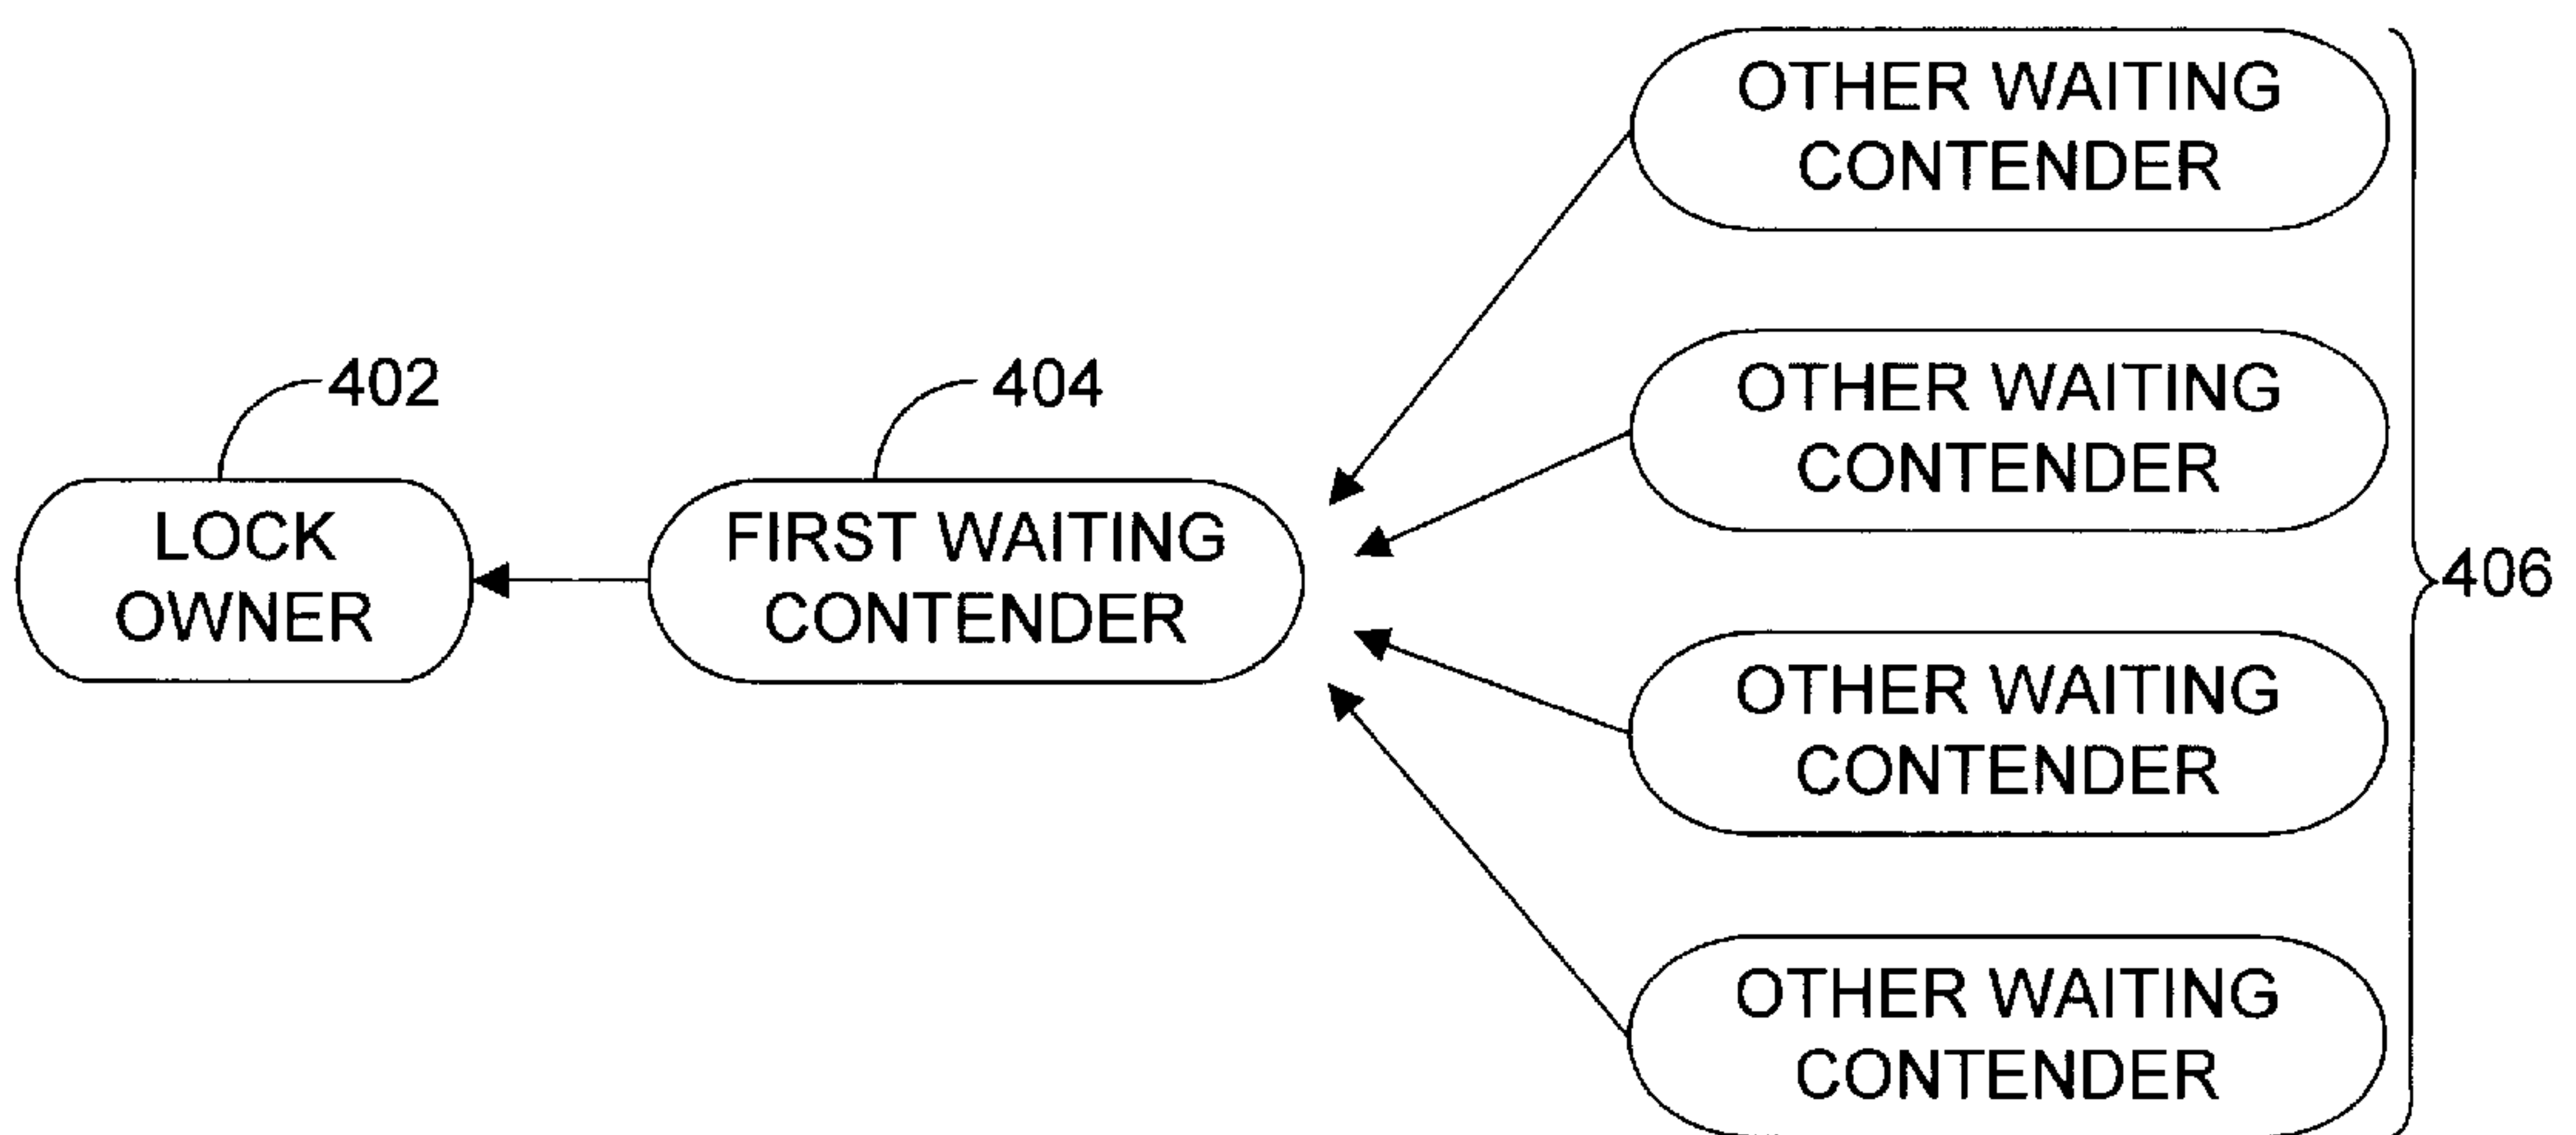 OTHER WAITING
CONTENDER
402
404
OTHER WAITING
CONTENDER
LOCK
OWNER
FIRST WAITING
CONTENDER
406
OTHER WAITING
CONTENDER
OTHER WAITING
CONTENDER